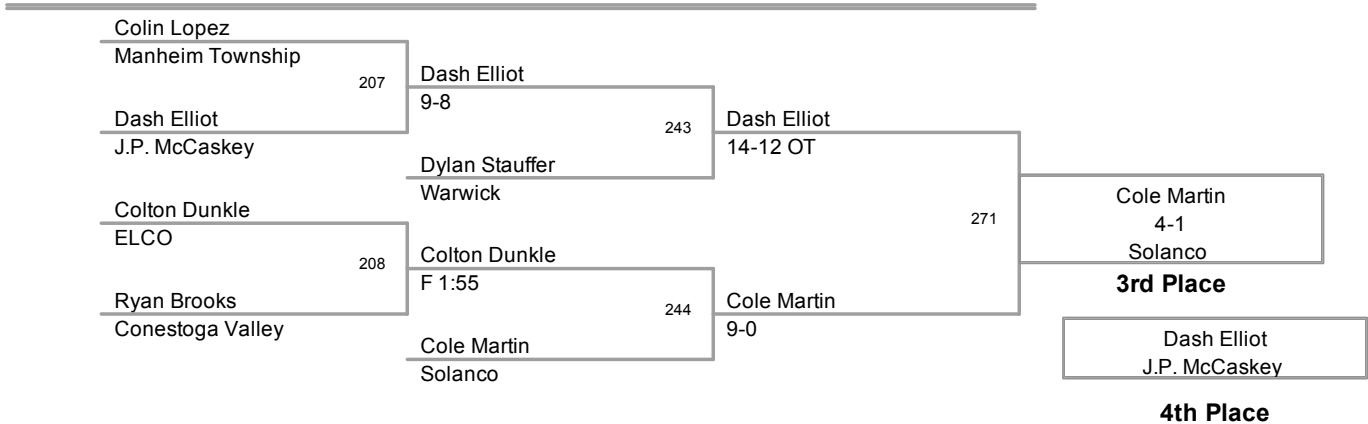 Colin Lopez
Manheim Township
207
Dash Elliot
J.P. McCaskey
Dash Elliot
9-8
243
Dylan Stauffer
Warwick
Dash Elliot
14-12 OT
Colton Dunkle
ELCO
208
Ryan Brooks
Conestoga Valley
Colton Dunkle
F 1:55
244
Cole Martin
Solanco
Cole Martin
9-0
271
Cole Martin
4-1
Solanco
3rd Place
Dash Elliot
J.P. McCaskey
4th Place